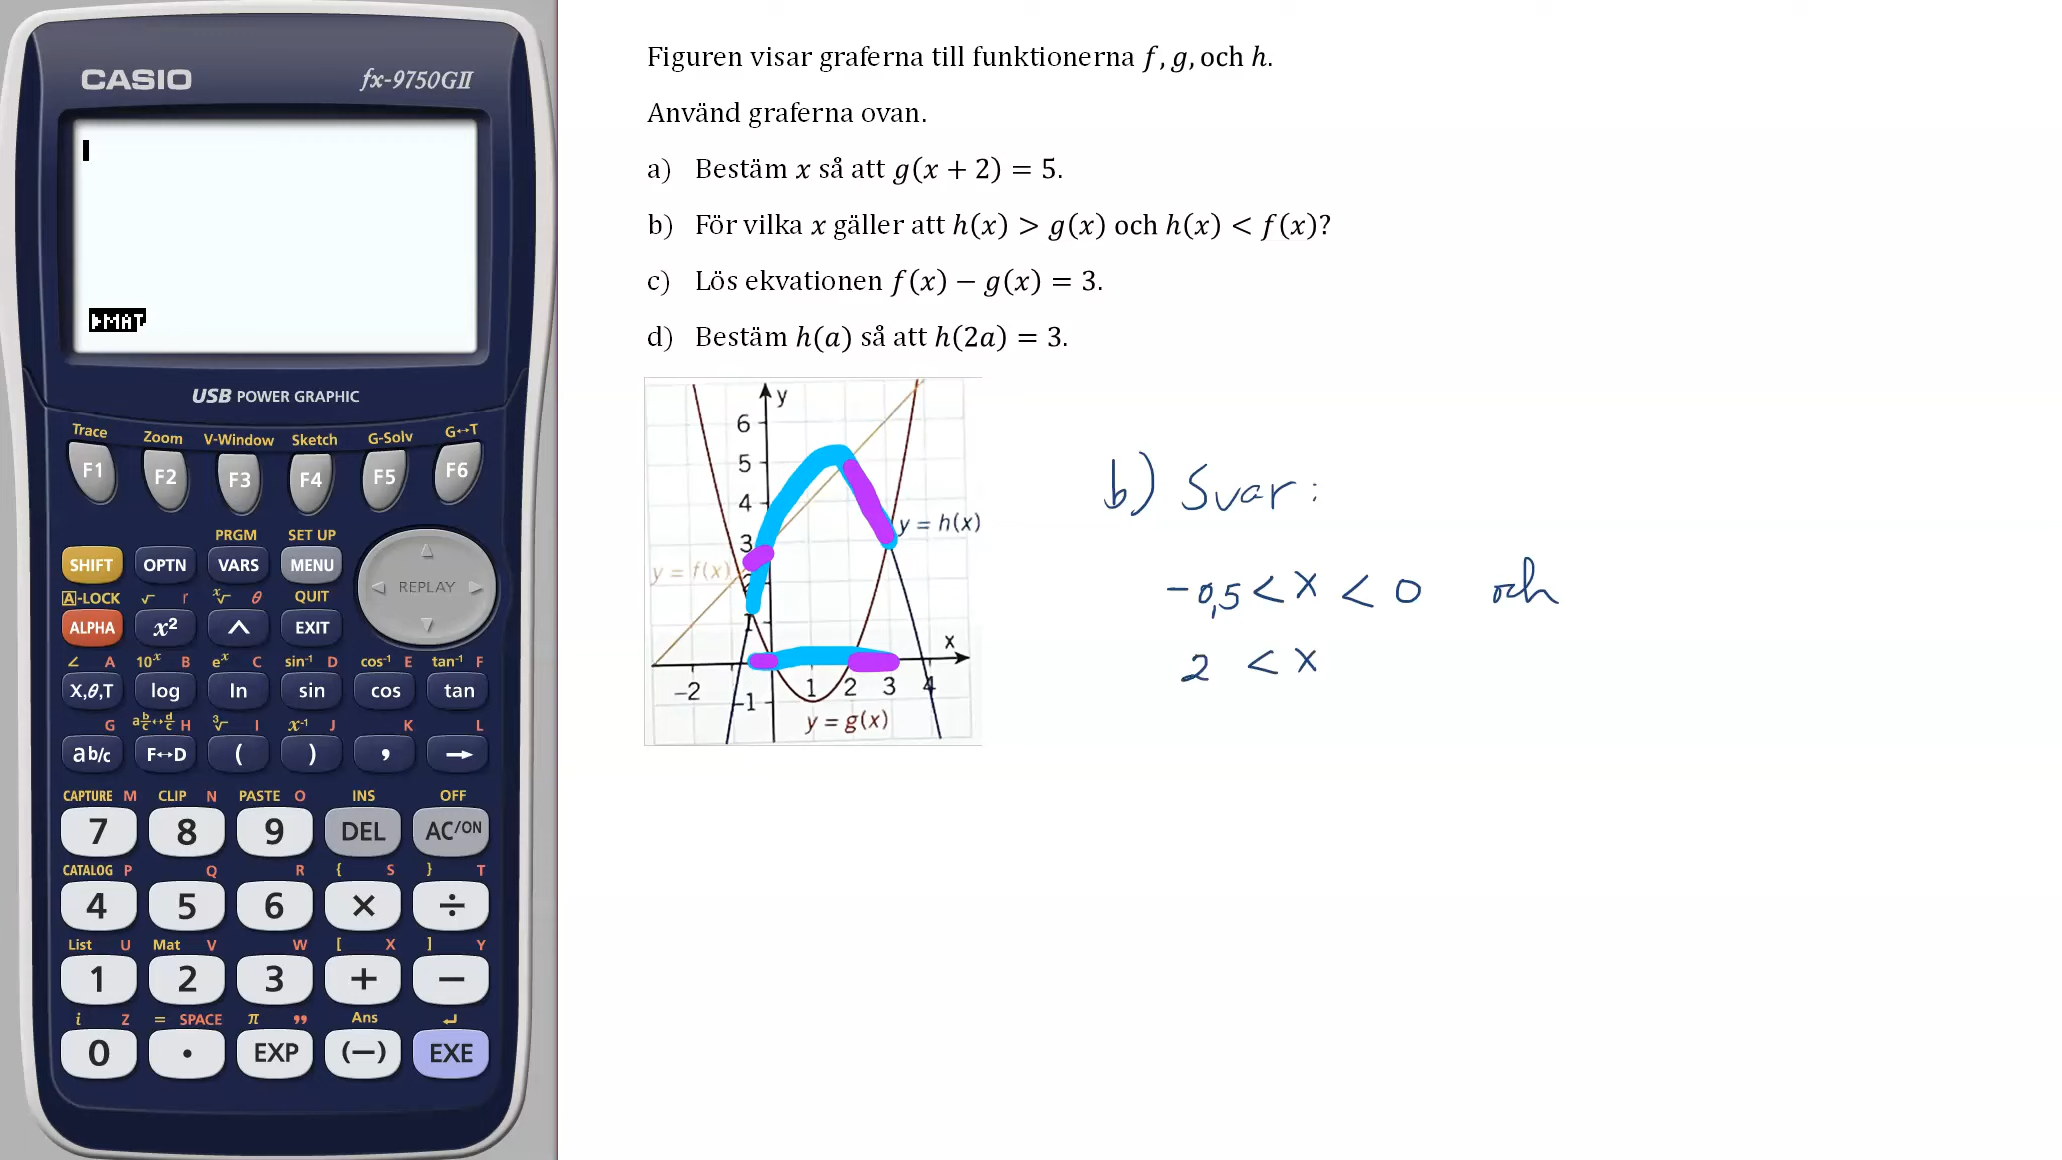 CASIO
fx-9750GII
▶MAT
USB POWER GRAPHIC
Trace Zoom V-Window Sketch G-Solv G↔T
F1 F2 F3 F4 F5 F6
PRGM SET UP
SHIFT OPTN VARS MENU
REPLAY
A-LOCK √ r ˣ√ θ QUIT
ALPHA x² ^ EXIT
∠ A 10ˣ B eˣ C sin⁻¹ D cos⁻¹ E tan⁻¹ F
X,θ,T log ln sin cos tan
G a b/c↔d/c H ³√ I x⁻¹ J K L
ab/c F↔D ( ) , →
CAPTURE M CLIP N PASTE O INS OFF
7 8 9 DEL AC/ON
CATALOG P Q R { S } T
4 5 6 × ÷
List U Mat V W [ X ] Y
1 2 3 + −
i Z = SPACE π ” Ans ↵
0 • EXP (−) EXE
Figuren visar graferna till funktionerna f, g, och h.
Använd graferna ovan.
a) Bestäm x så att g(x + 2) = 5.
b) För vilka x gäller att h(x) > g(x) och h(x) < f(x)?
c) Lös ekvationen f(x) − g(x) = 3.
d) Bestäm h(a) så att h(2a) = 3.
y
6
5
4
y = h(x)
3
y = f(x)
1
x
−2 1 2 3 4
−1
y = g(x)
b) Svar:
-0,5 < x < 0 och
2 < x